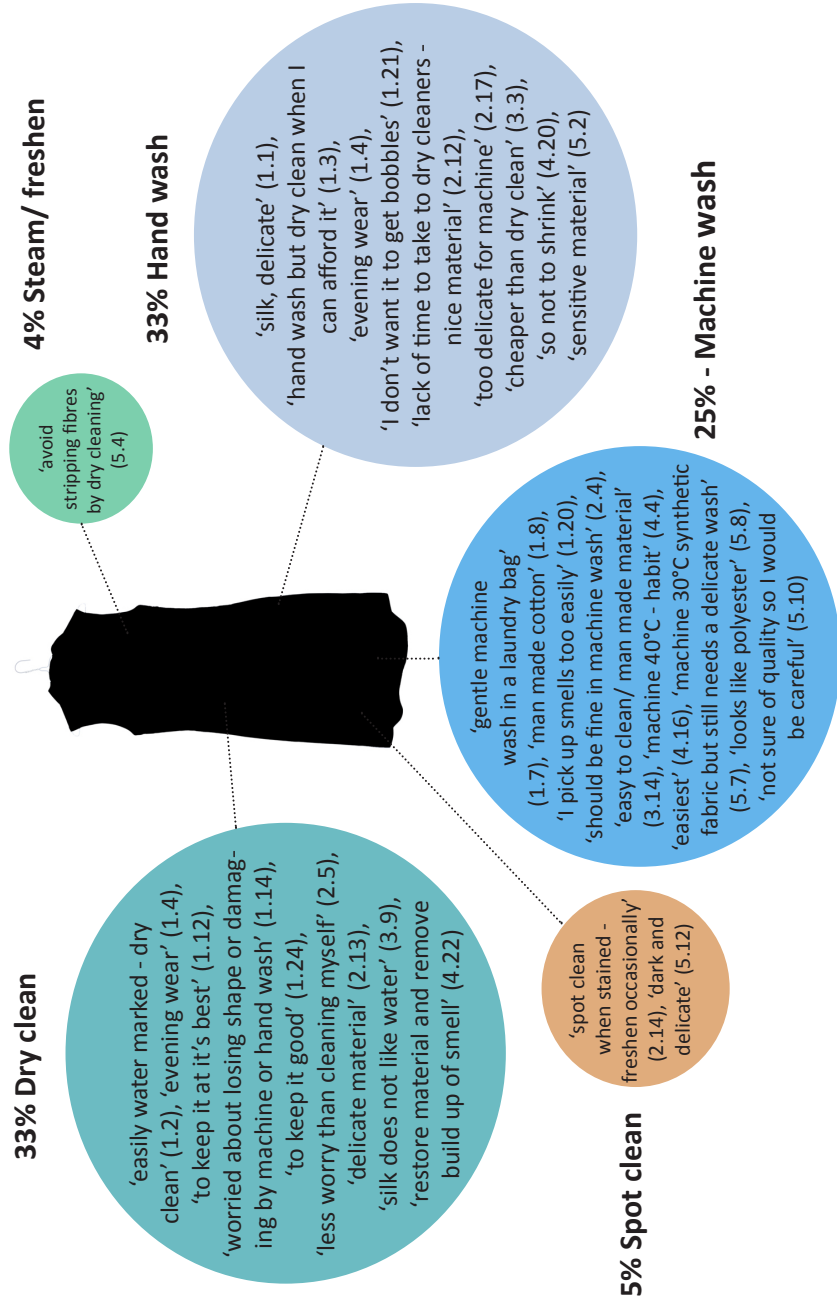 33% Dry clean
‘easily water marked - dry
clean’ (1.2), ‘evening wear’ (1.4),
‘to keep it at it’s best’ (1.12),
‘worried about losing shape or damag-
ing by machine or hand wash’ (1.14),
‘to keep it good’ (1.24),
‘less worry than cleaning myself’ (2.5),
‘delicate material’ (2.13),
‘silk does not like water’ (3.9),
‘restore material and remove
build up of smell’ (4.22)
4% Steam/ freshen
‘avoid
stripping fibres
by dry cleaning’
(5.4)
33% Hand wash
‘silk, delicate’ (1.1),
‘hand wash but dry clean when I
can afford it’ (1.3),
‘evening wear’ (1.4),
‘I don’t want it to get bobbles’ (1.21),
‘lack of time to take to dry cleaners -
nice material’ (2.12),
‘too delicate for machine’ (2.17),
‘cheaper than dry clean’ (3.3),
‘so not to shrink’ (4.20),
‘sensitive material’ (5.2)
5% Spot clean
‘spot clean
when stained -
freshen occasionally’
(2.14), ‘dark and
delicate’ (5.12)
25% - Machine wash
‘gentle machine
wash in a laundry bag’
(1.7), ‘man made cotton’ (1.8),
‘I pick up smells too easily’ (1.20),
‘should be fine in machine wash’ (2.4),
‘easy to clean/ man made material’
(3.14), ‘machine 40°C - habit’ (4.4),
‘easiest’ (4.16), ‘machine 30°C synthetic
fabric but still needs a delicate wash’
(5.7), ‘looks like polyester’ (5.8),
‘not sure of quality so I would
be careful’ (5.10)